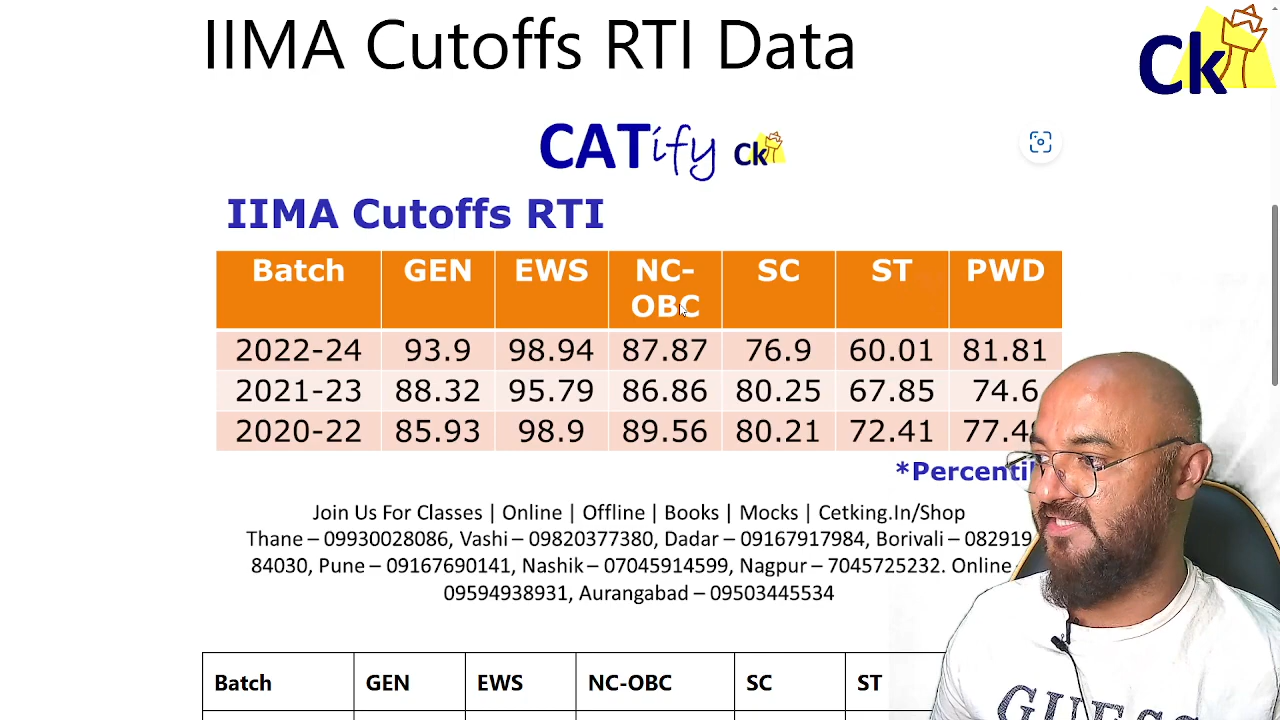 IIMA Cutoffs RTI Data
Ck
CATify Ck
IIMA Cutoffs RTI
Batch GEN EWS NC-OBC SC ST PWD
2022-24 93.9 98.94 87.87 76.9 60.01 81.81
2021-23 88.32 95.79 86.86 80.25 67.85 74.6
2020-22 85.93 98.9 89.56 80.21 72.41
Join Us For Classes | Online | Offline | Books | Mocks | Cetking.In/Shop
Thane – 09930028086, Vashi – 09820377380, Dadar – 09167917984, Borivali – 082919
84030, Pune – 09167690141, Nashik – 07045914599, Nagpur – 7045725232. Online
09594938931, Aurangabad – 09503445534
Batch GEN EWS NC-OBC SC ST
GUESS